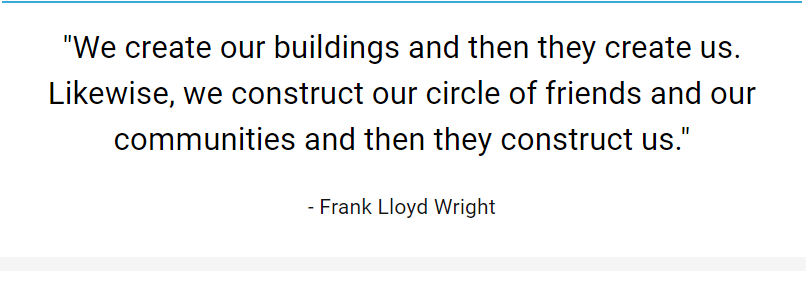 "We create our buildings and then they create us.
Likewise, we construct our circle of friends and our
communities and then they construct us."
- Frank Lloyd Wright